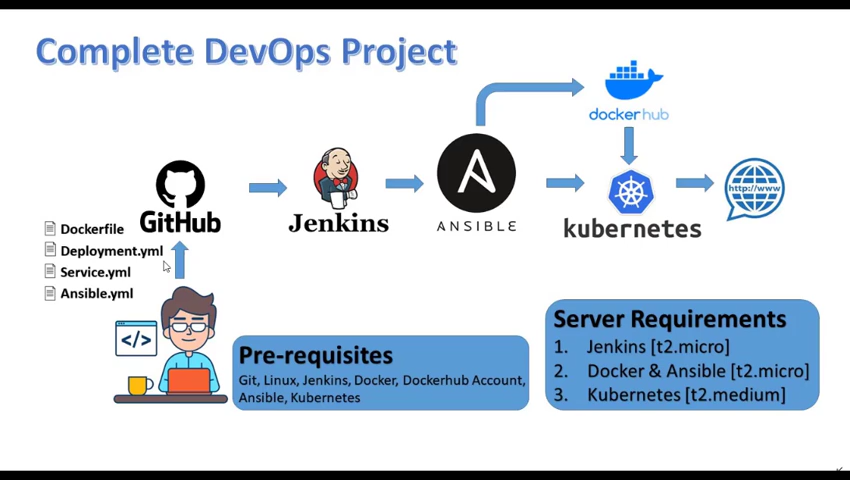 Complete DevOps Project
dockerhub
GitHub
Jenkins
ANSIBLE
kubernetes
http://www
Dockerfile
Deployment.yml
Service.yml
Ansible.yml
</>
Pre-requisites
Git, Linux, Jenkins, Docker, Dockerhub Account,
Ansible, Kubernetes
Server Requirements
1. Jenkins [t2.micro]
2. Docker & Ansible [t2.micro]
3. Kubernetes [t2.medium]